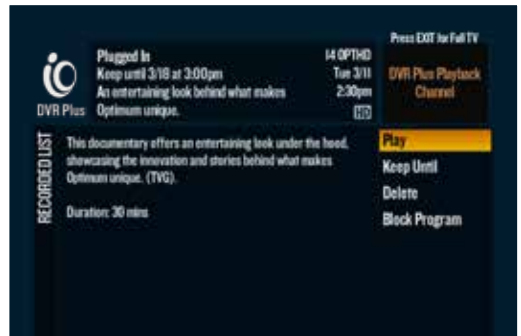 Press EXIT for Full TV
iO
DVR Plus
Plugged In
Keep until 3/18 at 3:00pm
An entertaining look behind what makes
Optimum unique.
14 OPTHD
Tue 3/11
2:30pm
HD
DVR Plus Playback
Channel
RECORDED LIST
This documentary offers an entertaining look under the hood,
showcasing the innovation and stories behind what makes
Optimum unique. (TVG).
Duration: 30 mins
Play
Keep Until
Delete
Block Program